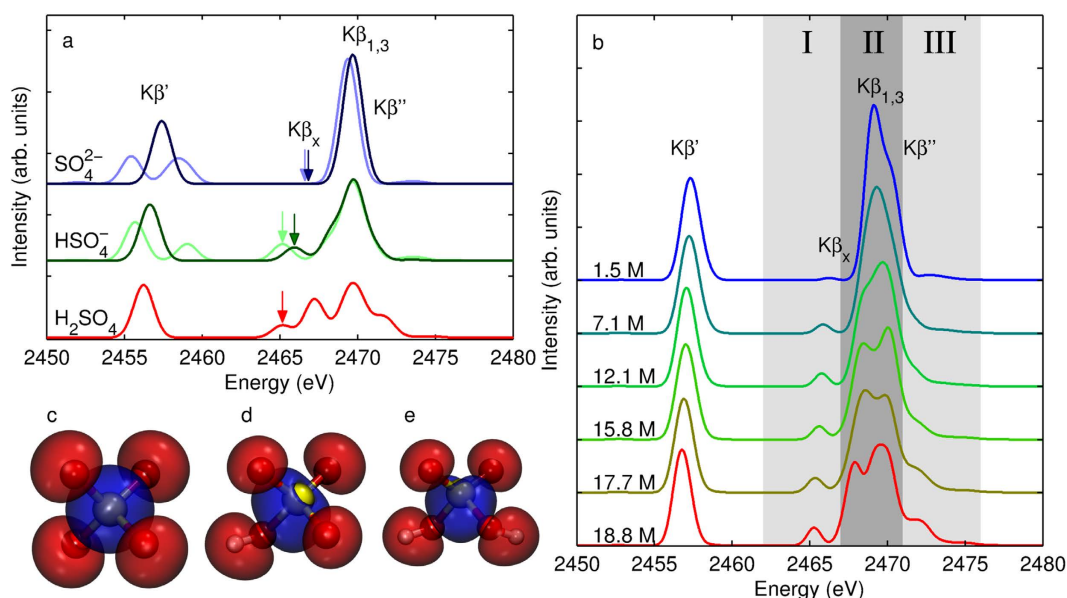 a
Kβ₁,₃
Kβ'
Kβ''
Kβₓ
SO₄²⁻
HSO₄⁻
H₂SO₄
Intensity (arb. units)
2450 2455 2460 2465 2470 2475 2480
Energy (eV)
c d e
b I II III
Kβ₁,₃
Kβ' Kβ''
Kβₓ
1.5 M
7.1 M
12.1 M
15.8 M
17.7 M
18.8 M
Intensity (arb. units)
2450 2455 2460 2465 2470 2475 2480
Energy (eV)